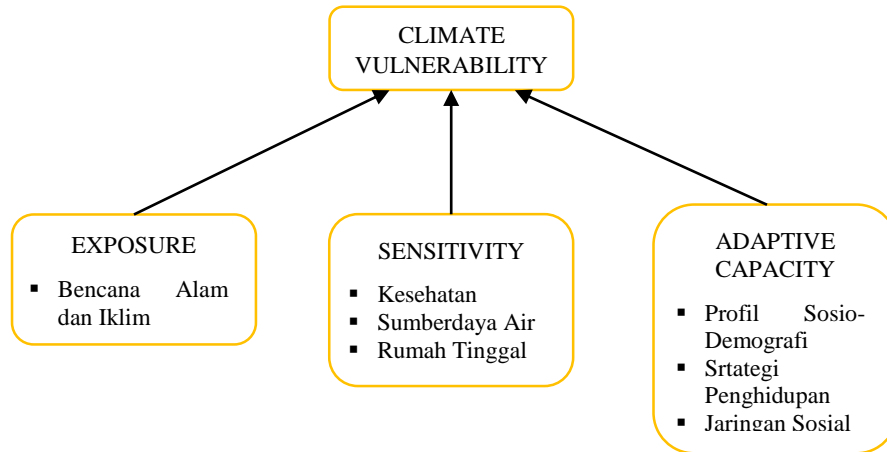 CLIMATE
VULNERABILITY
EXPOSURE
▪ Bencana Alam
dan Iklim
SENSITIVITY
▪ Kesehatan
▪ Sumberdaya Air
▪ Rumah Tinggal
ADAPTIVE
CAPACITY
▪ Profil Sosio-
Demografi
▪ Srtategi
Penghidupan
▪ Jaringan Sosial